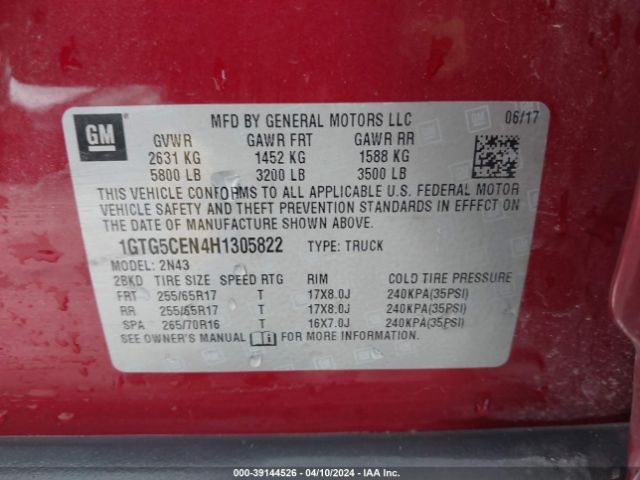 GM
MFD BY GENERAL MOTORS LLC 06/17
GVWR GAWR FRT GAWR RR
2631 KG 1452 KG 1588 KG
5800 LB 3200 LB 3500 LB
THIS VEHICLE CONFORMS TO ALL APPLICABLE U.S. FEDERAL MOTOR
VEHICLE SAFETY AND THEFT PREVENTION STANDARDS IN EFFECT ON
THE DATE OF MANUFACTURE SHOWN ABOVE.
1GTG5CEN4H1305822 TYPE: TRUCK
MODEL: 2N43
2BKD TIRE SIZE SPEED RTG RIM COLD TIRE PRESSURE
FRT 255/65R17 T 17X8.0J 240KPA(35PSI)
RR 255/65R17 T 17X8.0J 240KPA(35PSI)
SPA 265/70R16 T 16X7.0J 240KPA(35PSI)
SEE OWNER'S MANUAL FOR MORE INFORMATION.
000-39144526 - 04/10/2024 - IAA Inc.